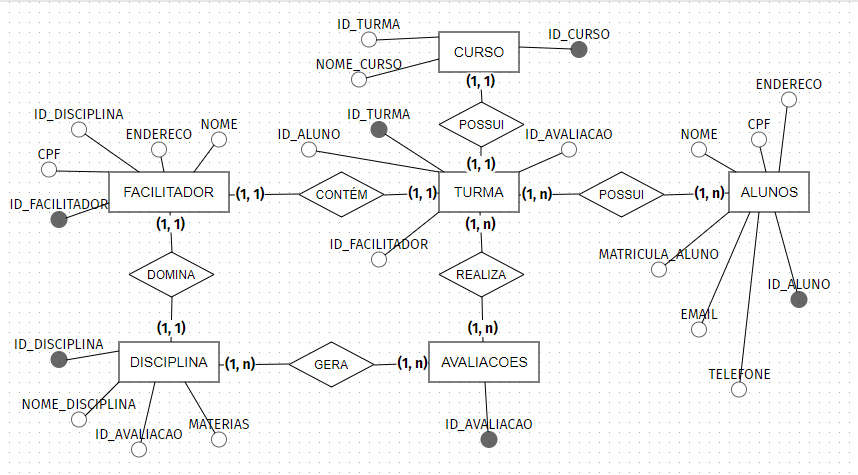 ID_TURMA
ID_CURSO
CURSO
NOME_CURSO
(1, 1)
ENDERECO
ID_DISCIPLINA
ID_TURMA
POSSUI
NOME
ENDERECO
ID_ALUNO
ID_AVALIACAO
NOME
CPF
CPF
(1, 1)
FACILITADOR
(1, 1)
CONTÉM
(1, 1)
TURMA
(1, n)
POSSUI
(1, n)
ALUNOS
ID_FACILITADOR
(1, 1)
(1, n)
ID_FACILITADOR
MATRICULA_ALUNO
DOMINA
REALIZA
ID_ALUNO
EMAIL
(1, 1)
(1, n)
ID_DISCIPLINA
DISCIPLINA
(1, n)
GERA
(1, n)
AVALIACOES
TELEFONE
NOME_DISCIPLINA
MATERIAS
ID_AVALIACAO
ID_AVALIACAO